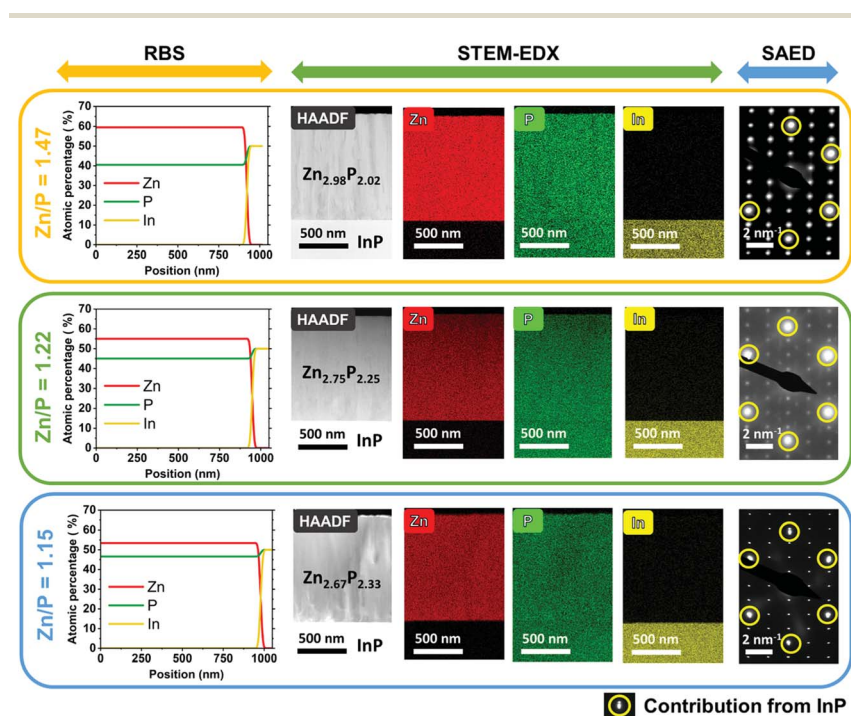 RBS STEM-EDX SAED
Zn/P = 1.47
Atomic percentage ( %)
70
60
50
40
30
20
10
0
Zn
P
In
0 250 500 750 1000
Position (nm)
HAADF
Zn2.98P2.02
500 nm InP
Zn
500 nm
P
500 nm
In
500 nm
2 nm-1
Zn/P = 1.22
Atomic percentage ( %)
70
60
50
40
30
20
10
0
Zn
P
In
0 250 500 750 1000
Position (nm)
HAADF
Zn2.75P2.25
500 nm InP
Zn
500 nm
P
500 nm
In
500 nm
2 nm-1
Zn/P = 1.15
Atomic percentage ( %)
70
60
50
40
30
20
10
0
Zn
P
In
0 250 500 750 1000
Position (nm)
HAADF
Zn2.67P2.33
500 nm InP
Zn
500 nm
P
500 nm
In
500 nm
2 nm-1
Contribution from InP